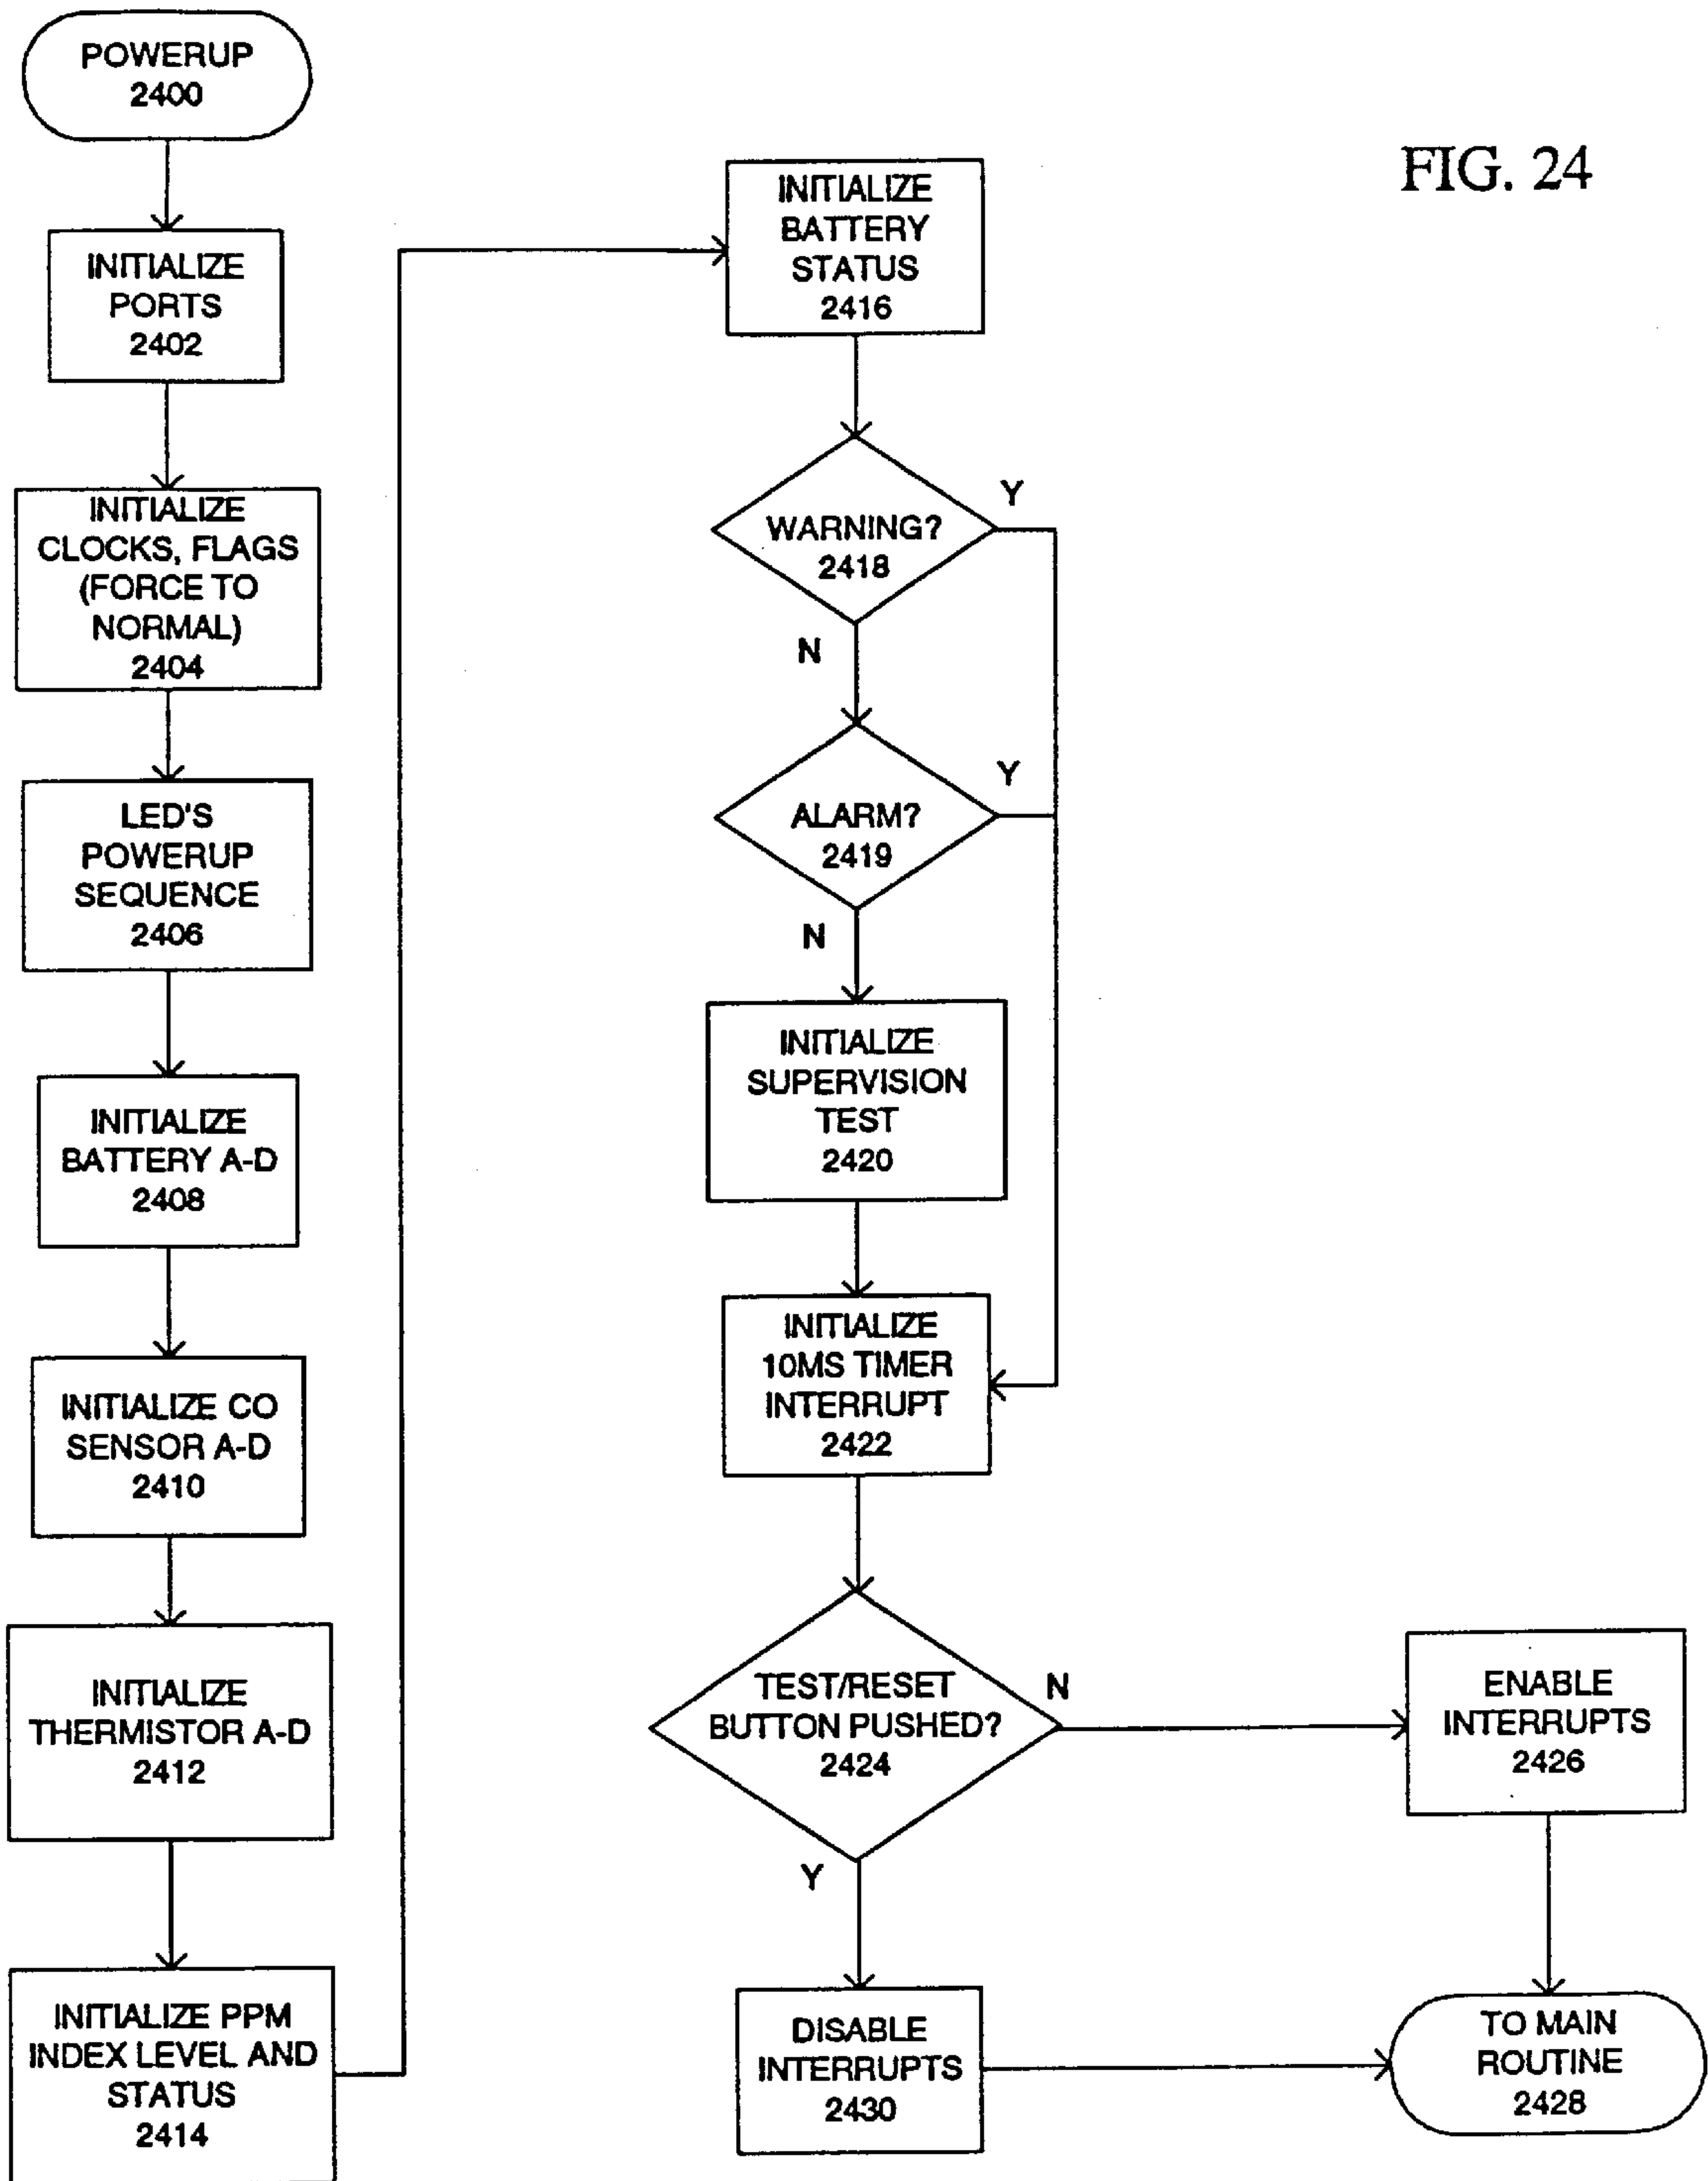 POWERUP
2400
INITIALIZE
PORTS
2402
INITIALIZE
CLOCKS, FLAGS
(FORCE TO
NORMAL)
2404
LED'S
POWERUP
SEQUENCE
2406
INITIALIZE
BATTERY A-D
2408
INITIALIZE CO
SENSOR A-D
2410
INITIALIZE
THERMISTOR A-D
2412
INITIALIZE PPM
INDEX LEVEL AND
STATUS
2414
FIG. 24
INITIALIZE
BATTERY
STATUS
2416
Y
WARNING?
2418
N
Y
ALARM?
2419
N
INITIALIZE
SUPERVISION
TEST
2420
INITIALIZE
10MS TIMER
INTERRUPT
2422
TEST/RESET
BUTTON PUSHED?
2424
N
Y
ENABLE
INTERRUPTS
2426
DISABLE
INTERRUPTS
2430
TO MAIN
ROUTINE
2428